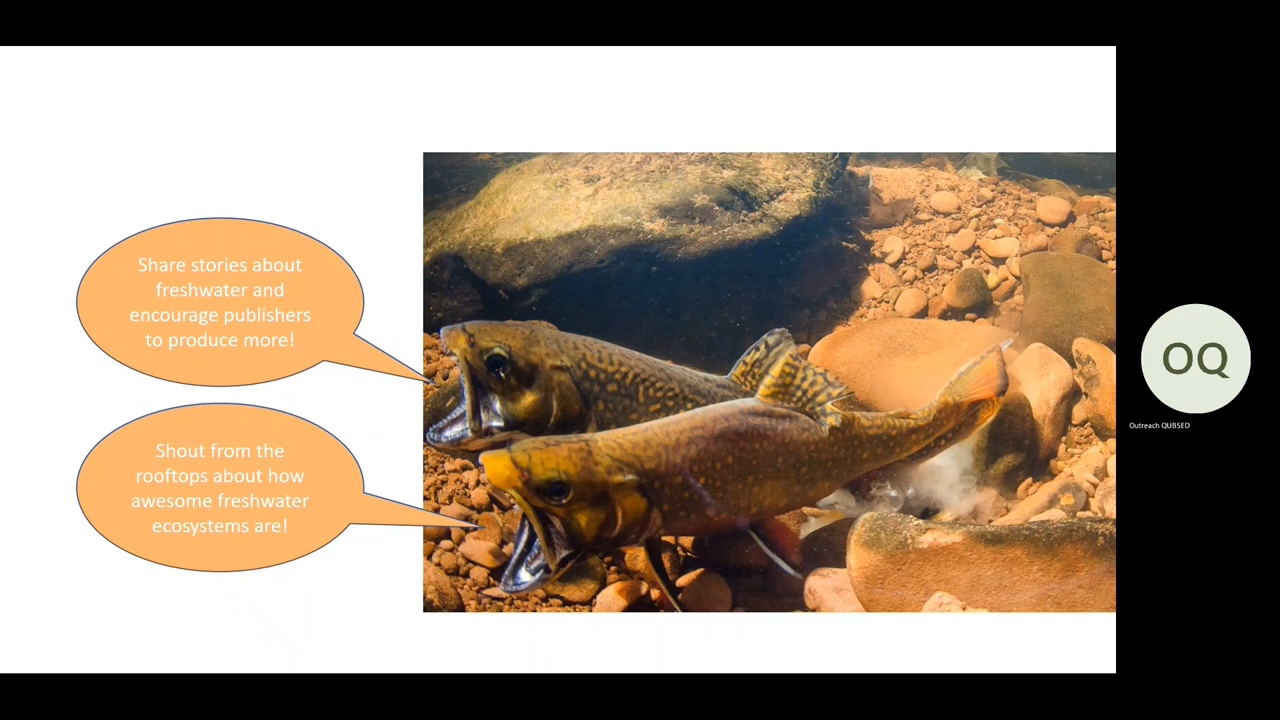 Share stories about
freshwater and
encourage publishers
to produce more!
Shout from the
rooftops about how
awesome freshwater
ecosystems are!
OQ
Outreach QUBSED